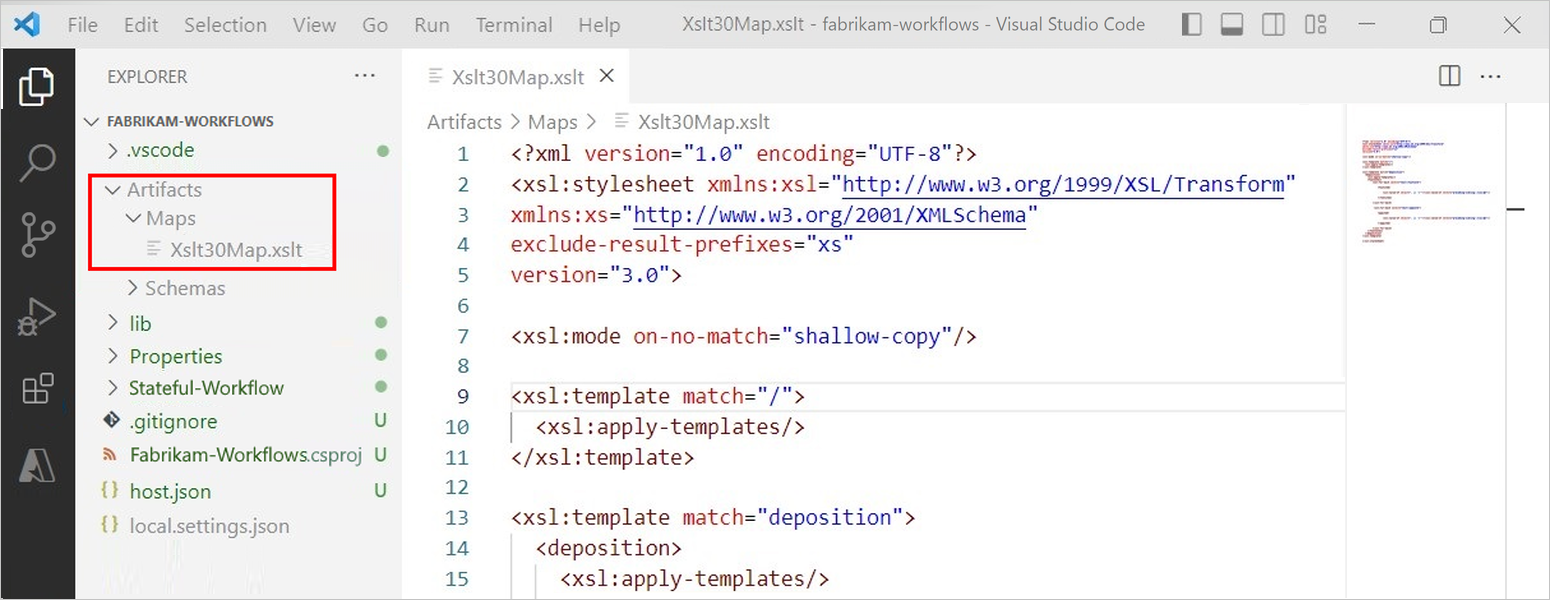 File Edit Selection View Go Run Terminal Help Xslt30Map.xslt - fabrikam-workflows - Visual Studio Code
EXPLORER
FABRIKAM-WORKFLOWS
.vscode
Artifacts
Maps
Xslt30Map.xslt
Schemas
lib
Properties
Stateful-Workflow
.gitignore U
Fabrikam-Workflows.csproj U
host.json U
local.settings.json
Xslt30Map.xslt
Artifacts > Maps > Xslt30Map.xslt
1 <?xml version="1.0" encoding="UTF-8"?>
2 <xsl:stylesheet xmlns:xsl="http://www.w3.org/1999/XSL/Transform"
3 xmlns:xs="http://www.w3.org/2001/XMLSchema"
4 exclude-result-prefixes="xs"
5 version="3.0">
6
7 <xsl:mode on-no-match="shallow-copy"/>
8
9 <xsl:template match="/">
10 <xsl:apply-templates/>
11 </xsl:template>
12
13 <xsl:template match="deposition">
14 <deposition>
15 <xsl:apply-templates/>